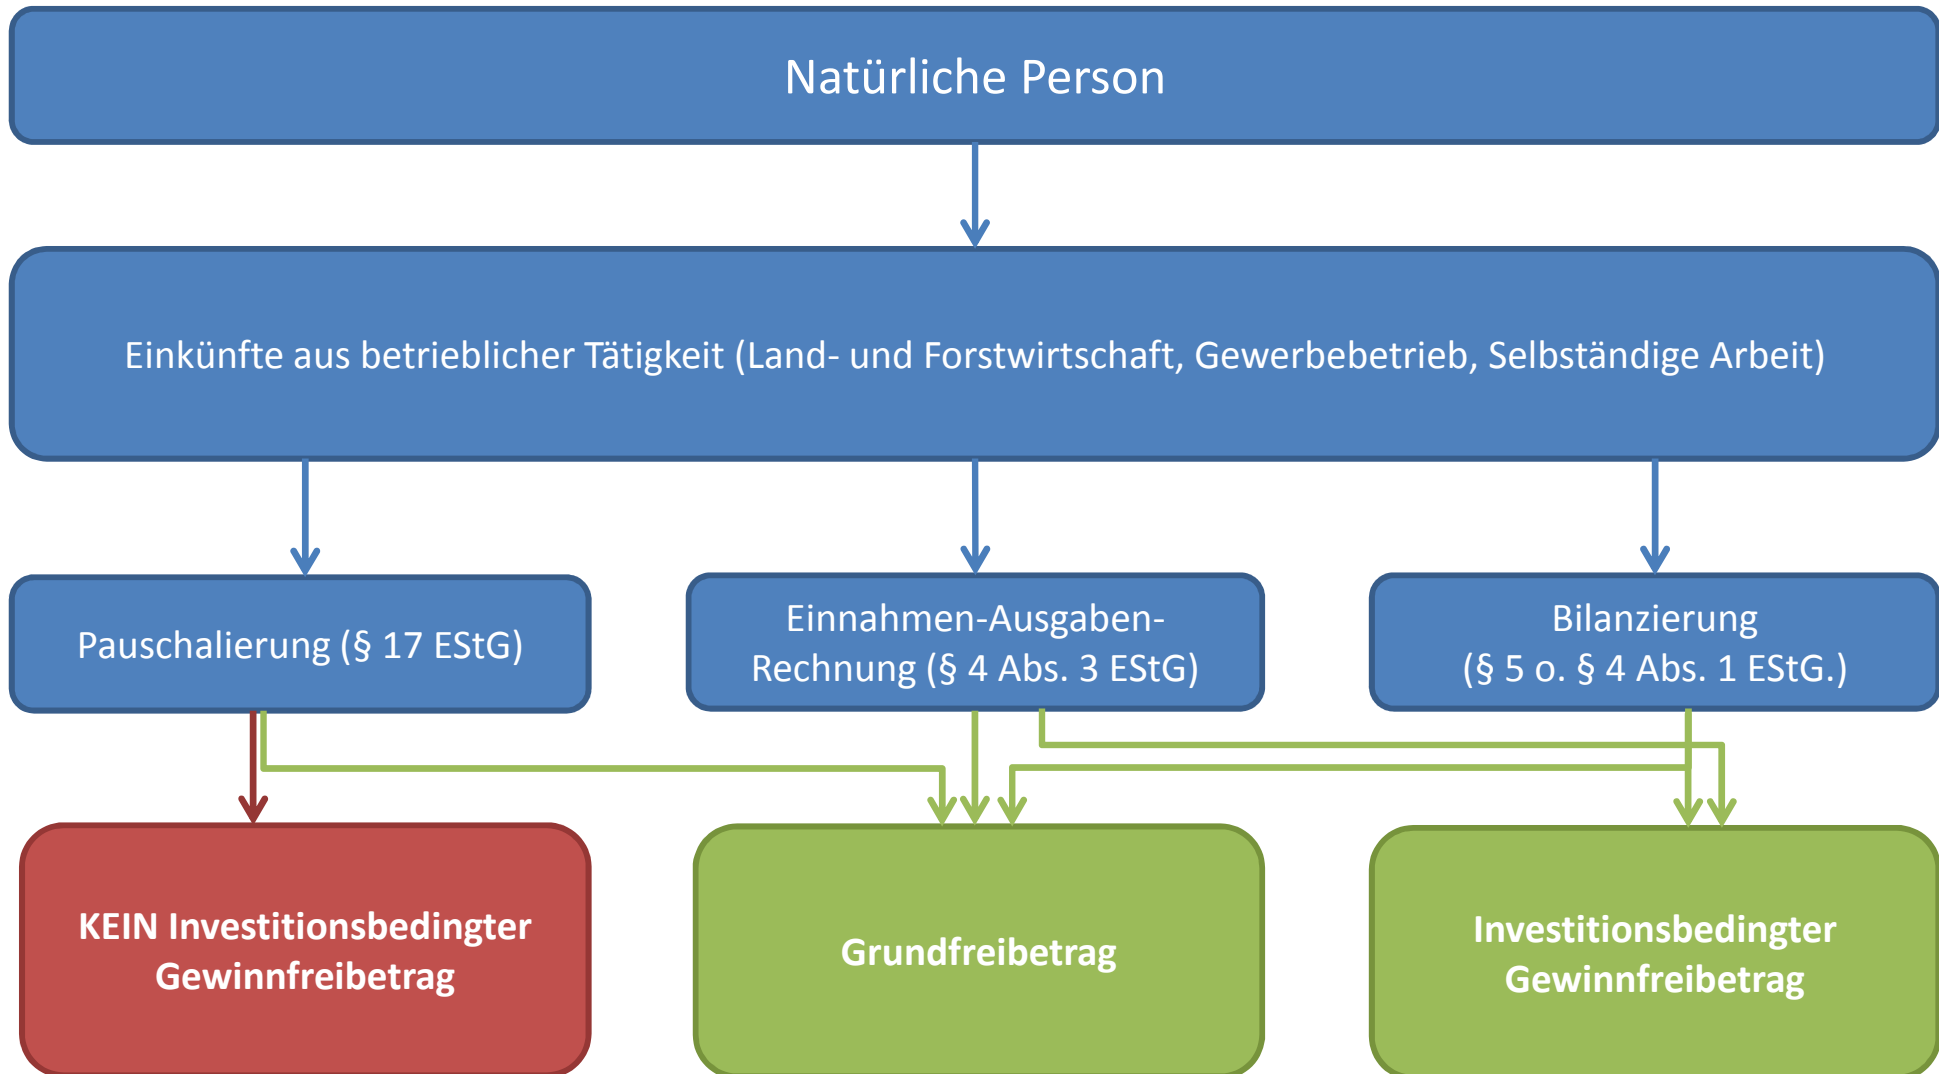 Natürliche Person
Einkünfte aus betrieblicher Tätigkeit (Land- und Forstwirtschaft, Gewerbebetrieb, Selbständige Arbeit)
Pauschalierung (§ 17 EStG)
Einnahmen-Ausgaben-
Rechnung (§ 4 Abs. 3 EStG)
Bilanzierung
(§ 5 o. § 4 Abs. 1 EStG.)
KEIN Investitionsbedingter
Gewinnfreibetrag
Grundfreibetrag
Investitionsbedingter
Gewinnfreibetrag